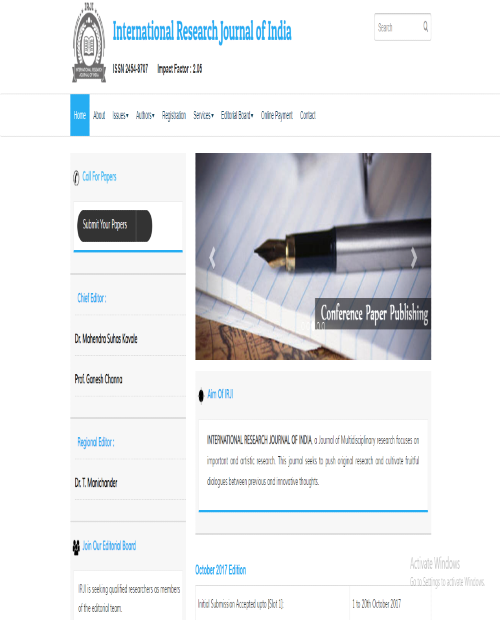 IRJI
INTERNATIONAL RESEARCH
JOURNAL OF INDIA
International Research Journal of India
ISSN 2454-8707 Impact Factor : 2.05
Search
Home About Issues▾ Authors▾ Registration Services▾ Editorial Board▾ Online Payment Contact
Call For Papers
Submit Your Papers
Chief Editor :
Dr. Mahendra Suhas Kavale
Prof. Ganesh Channa
Regional Editor :
Dr. T. Manichander
Join Our Editorial Board
IRJI is seeking qualified researchers as members
of the editorial team.
Conference Paper Publishing
Aim Of IRJI
INTERNATIONAL RESEARCH JOURNAL OF INDIA, a Journal of Multidisciplinary research focuses on
important and artistic research. This journal seeks to push original research and cultivate fruitful
dialogues between previous and innovative thoughts.
October 2017 Edition
Initial Submission Accepted upto [Slot 1]: 1 to 20th October 2017
Activate Windows
Go to Settings to activate Windows.